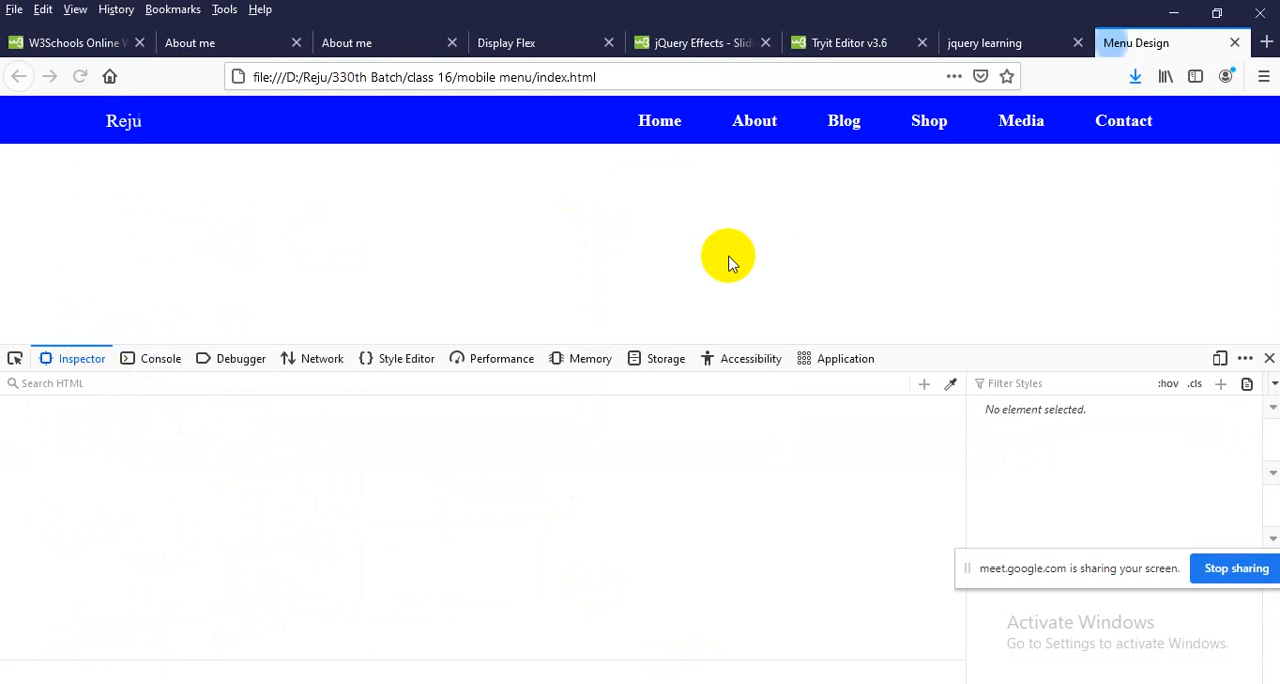 File Edit View History Bookmarks Tools Help
W3Schools Online W
About me
About me
Display Flex
jQuery Effects - Slidi
Tryit Editor v3.6
jquery learning
Menu Design
file:///D:/Reju/330th Batch/class 16/mobile menu/index.html
Reju Home About Blog Shop Media Contact
Inspector Console Debugger Network Style Editor Performance Memory Storage Accessibility Application
Search HTML
Filter Styles :hov .cls
No element selected.
meet.google.com is sharing your screen. Stop sharing
Activate Windows
Go to Settings to activate Windows.